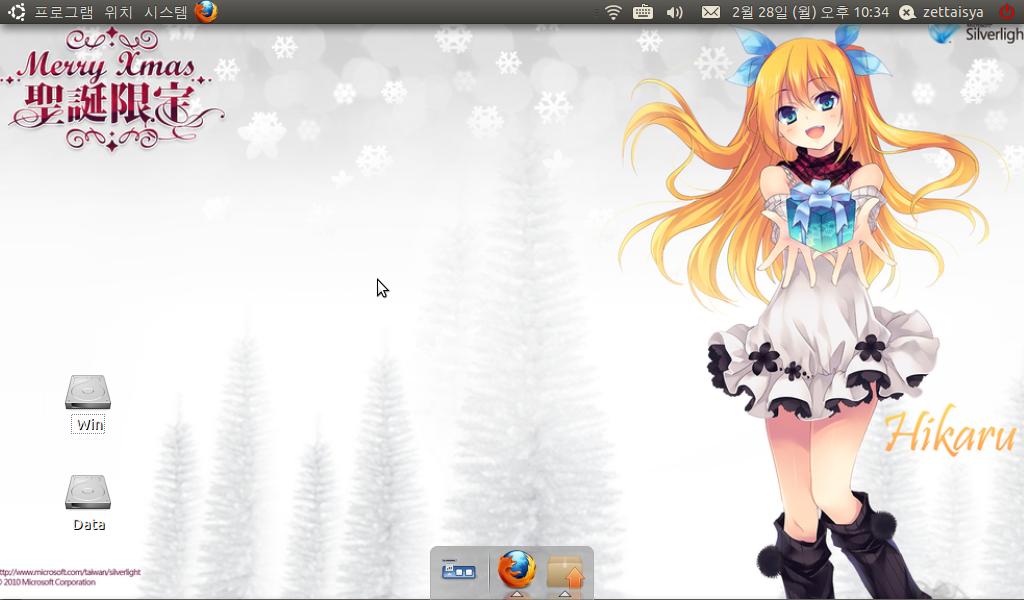 프로그램 위치 시스템 2월 28일 (월) 오후 10:34 zettaisya
Silverligh
Merry Xmas
聖誕限定
Hikaru
Win
Data
http://www.microsoft.com/taiwan/silverlight
© 2010 Microsoft Corporation